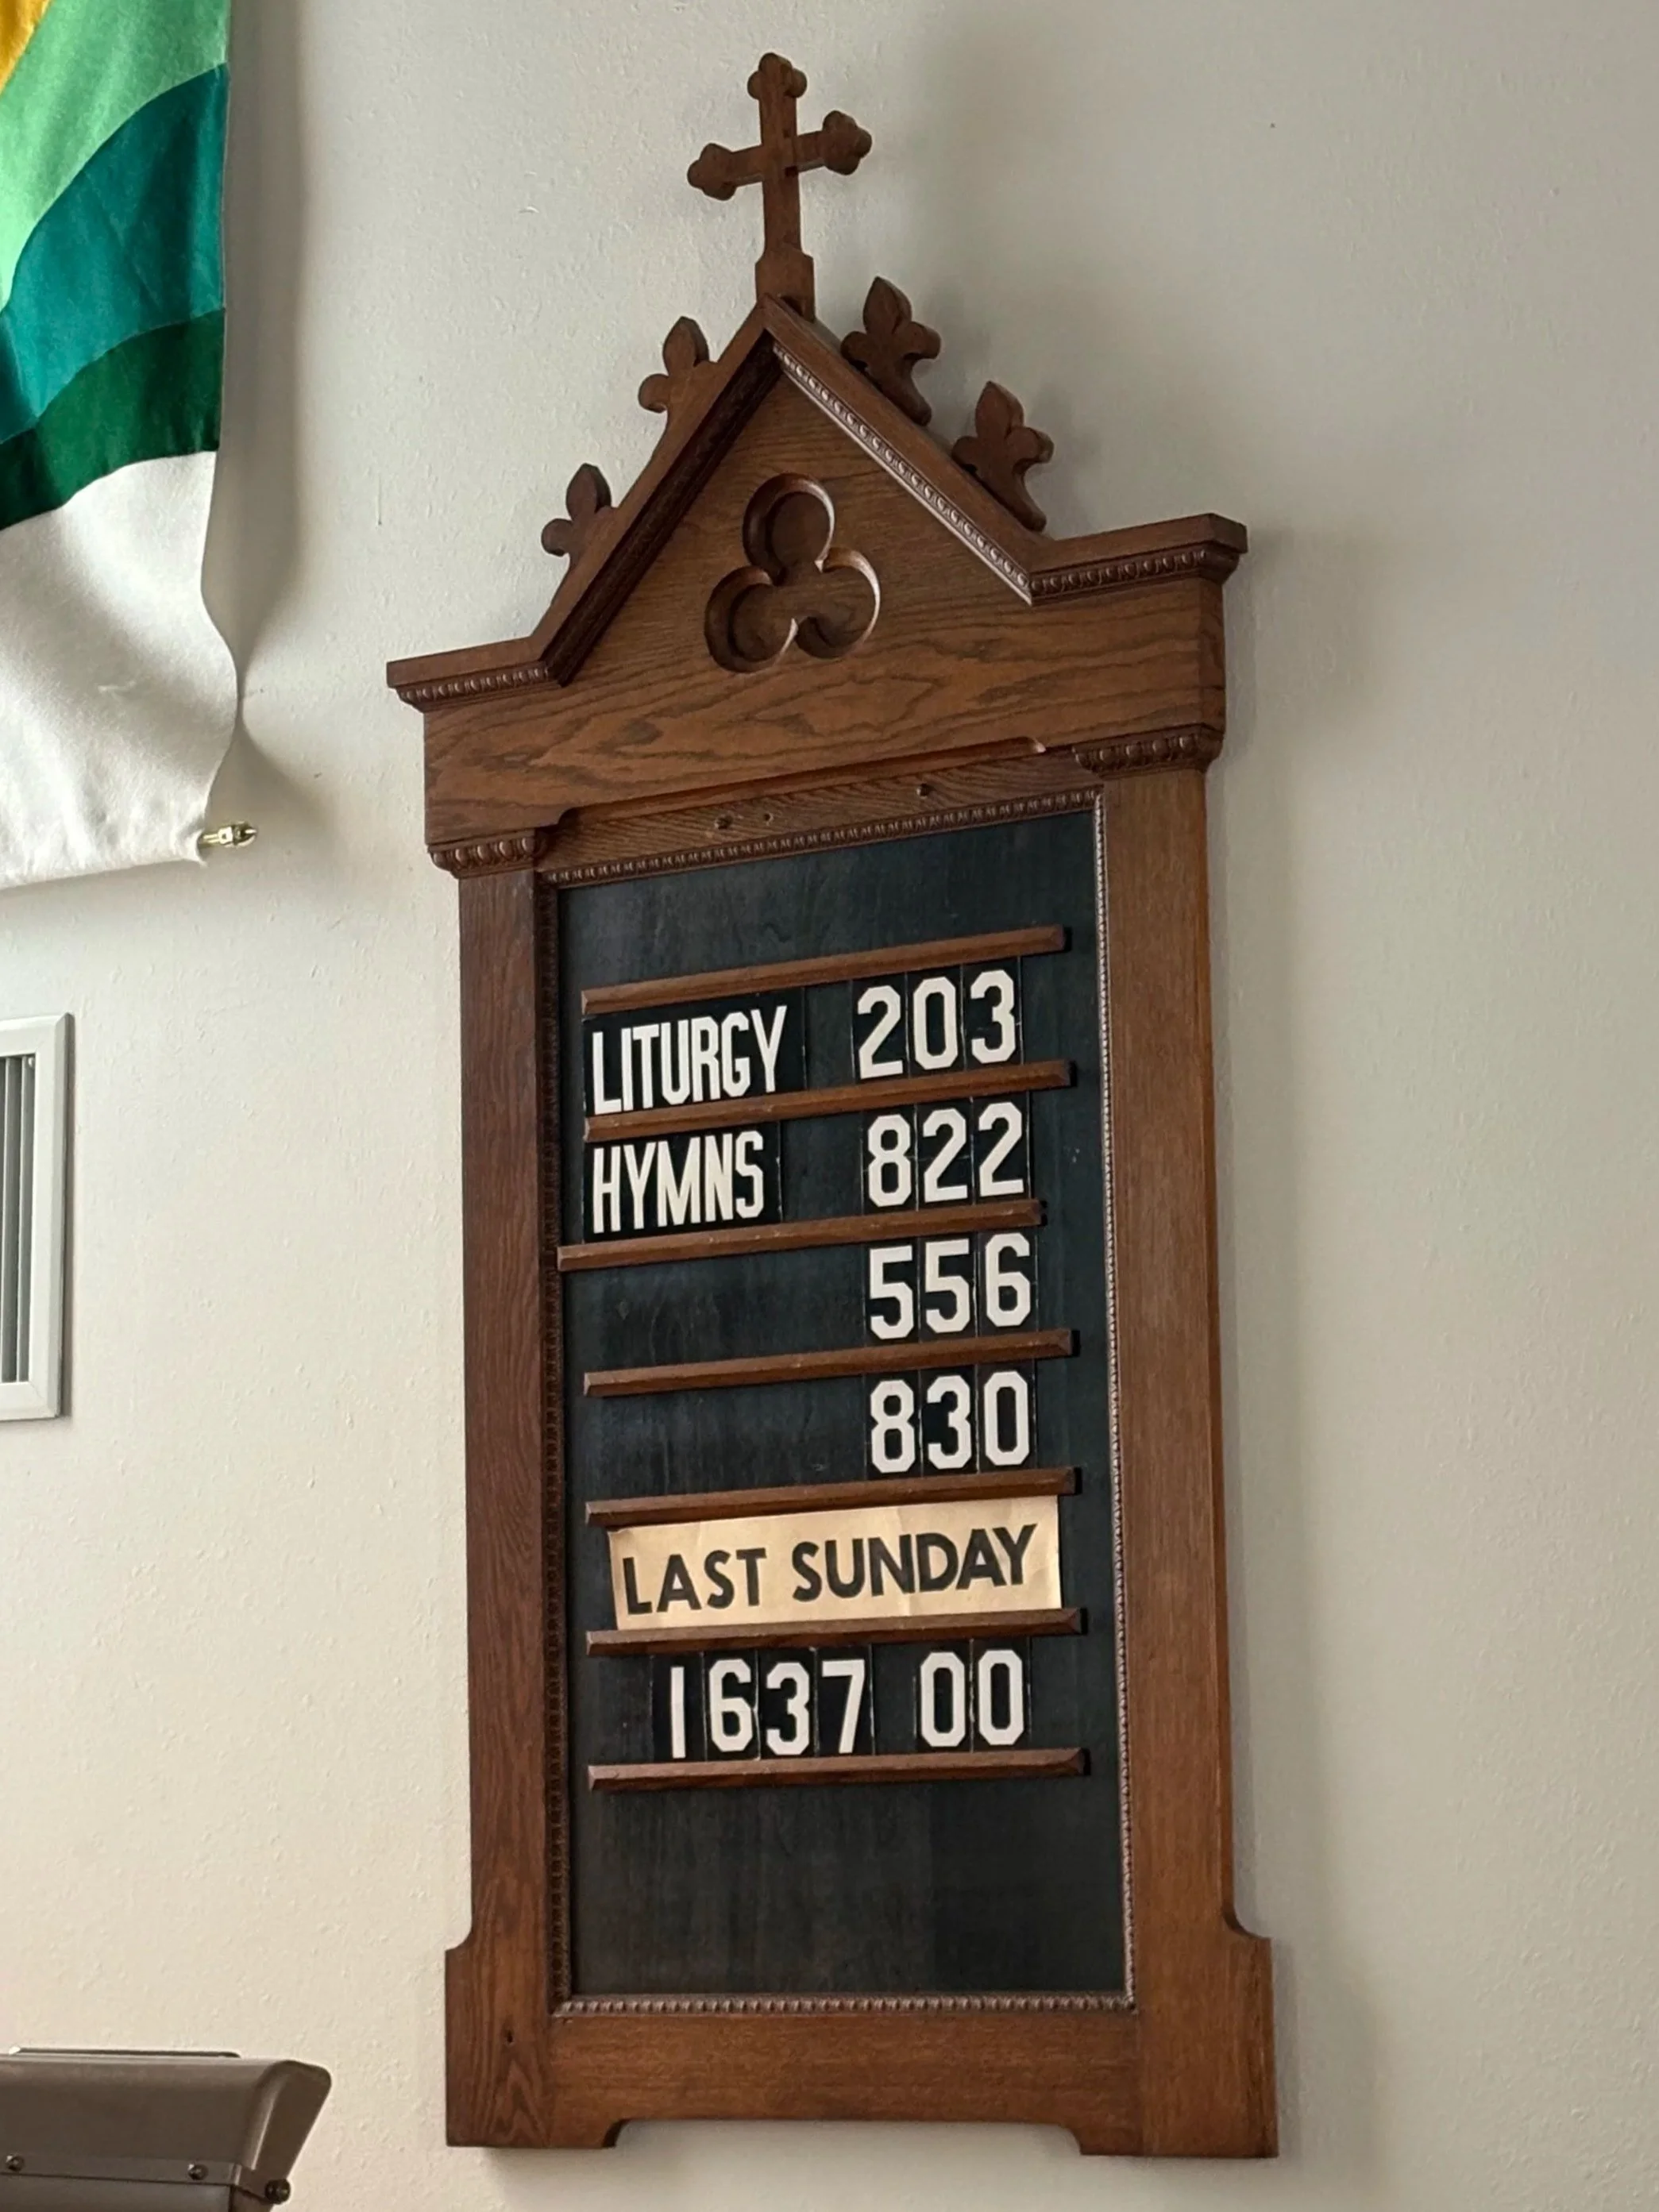 LITURGY 203
HYMNS 822
556
830
LAST SUNDAY
1637 00